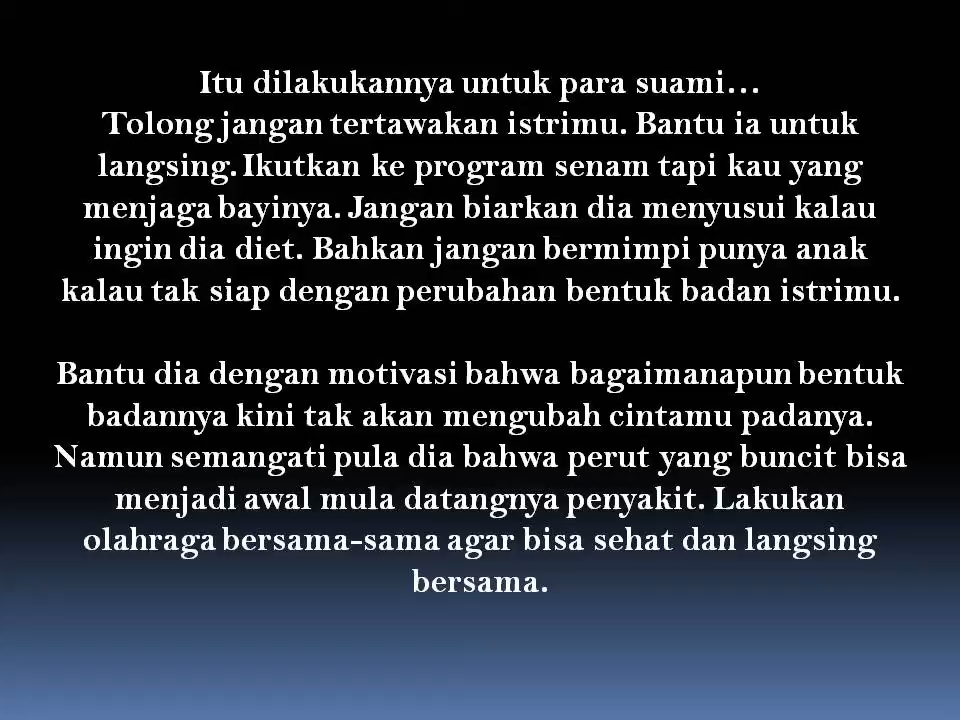 Itu dilakukannya untuk para suami…
Tolong jangan tertawakan istrimu. Bantu ia untuk
langsing. Ikutkan ke program senam tapi kau yang
menjaga bayinya. Jangan biarkan dia menyusui kalau
ingin dia diet. Bahkan jangan bermimpi punya anak
kalau tak siap dengan perubahan bentuk badan istrimu.
Bantu dia dengan motivasi bahwa bagaimanapun bentuk
badannya kini tak akan mengubah cintamu padanya.
Namun semangati pula dia bahwa perut yang buncit bisa
menjadi awal mula datangnya penyakit. Lakukan
olahraga bersama-sama agar bisa sehat dan langsing
bersama.